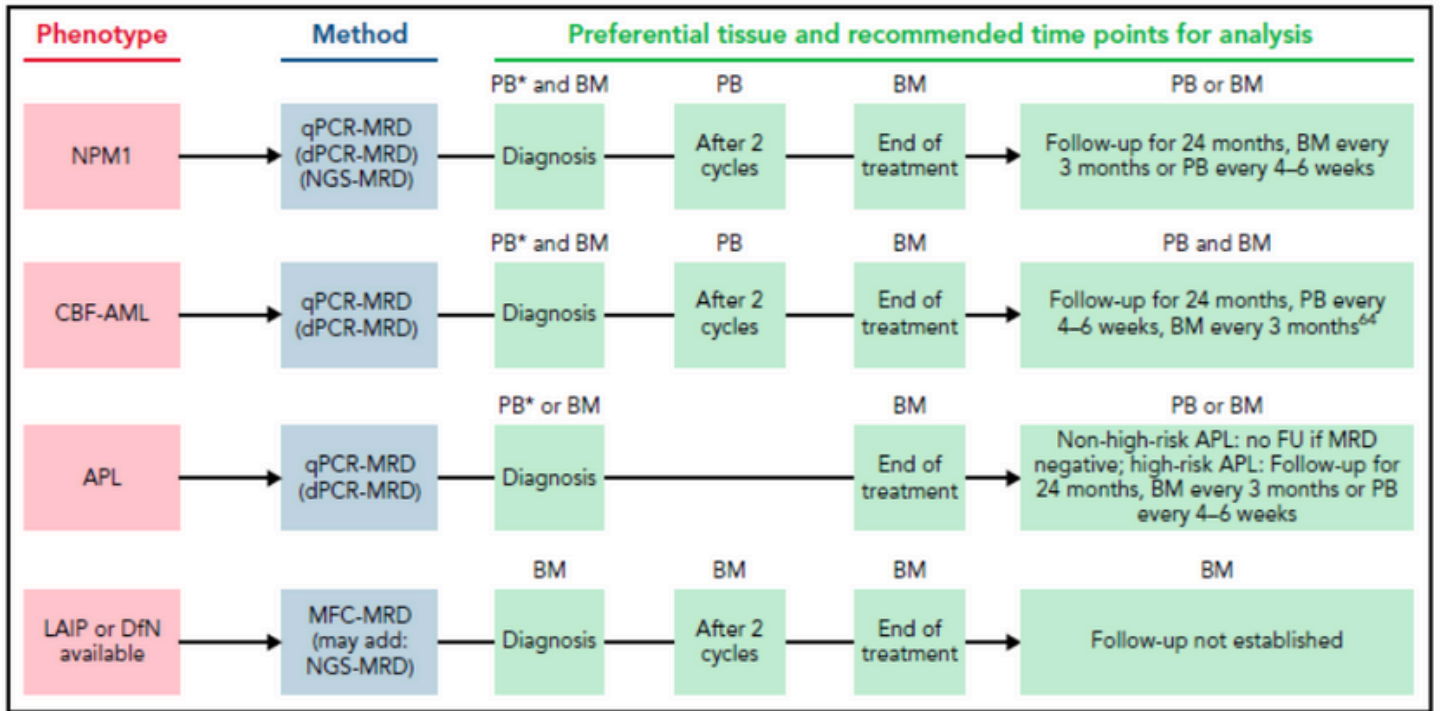 Phenotype Method Preferential tissue and recommended time points for analysis
PB* and BM PB BM PB or BM
NPM1
qPCR-MRD
(dPCR-MRD)
(NGS-MRD)
Diagnosis
After 2
cycles
End of
treatment
Follow-up for 24 months, BM every
3 months or PB every 4–6 weeks
PB* and BM PB BM PB and BM
CBF-AML
qPCR-MRD
(dPCR-MRD)
Diagnosis
After 2
cycles
End of
treatment
Follow-up for 24 months, PB every
4–6 weeks, BM every 3 months64
PB* or BM BM PB or BM
APL
qPCR-MRD
(dPCR-MRD)
Diagnosis
End of
treatment
Non-high-risk APL: no FU if MRD
negative; high-risk APL: Follow-up for
24 months, BM every 3 months or PB
every 4–6 weeks
BM BM BM BM
LAIP or DfN
available
MFC-MRD
(may add:
NGS-MRD)
Diagnosis
After 2
cycles
End of
treatment
Follow-up not established